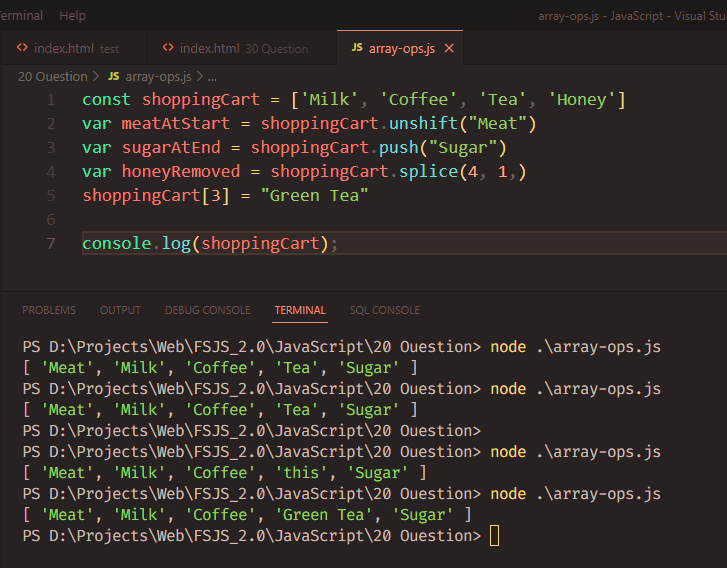 Terminal Help array-ops.js - JavaScript - Visual Stu
index.html test index.html 30 Question JS array-ops.js
20 Ouestion > JS array-ops.js > ...
1 const shoppingCart = ['Milk', 'Coffee', 'Tea', 'Honey']
2 var meatAtStart = shoppingCart.unshift("Meat")
3 var sugarAtEnd = shoppingCart.push("Sugar")
4 var honeyRemoved = shoppingCart.splice(4, 1,)
5 shoppingCart[3] = "Green Tea"
6
7 console.log(shoppingCart);
PROBLEMS OUTPUT DEBUG CONSOLE TERMINAL SQL CONSOLE
PS D:\Projects\Web\FSJS_2.0\JavaScript\20 Ouestion> node .\array-ops.js
[ 'Meat', 'Milk', 'Coffee', 'Tea', 'Sugar' ]
PS D:\Projects\Web\FSJS_2.0\JavaScript\20 Ouestion> node .\array-ops.js
[ 'Meat', 'Milk', 'Coffee', 'Tea', 'Sugar' ]
PS D:\Projects\Web\FSJS_2.0\JavaScript\20 Ouestion>
PS D:\Projects\Web\FSJS_2.0\JavaScript\20 Ouestion> node .\array-ops.js
[ 'Meat', 'Milk', 'Coffee', 'this', 'Sugar' ]
PS D:\Projects\Web\FSJS_2.0\JavaScript\20 Ouestion> node .\array-ops.js
[ 'Meat', 'Milk', 'Coffee', 'Green Tea', 'Sugar' ]
PS D:\Projects\Web\FSJS_2.0\JavaScript\20 Ouestion>